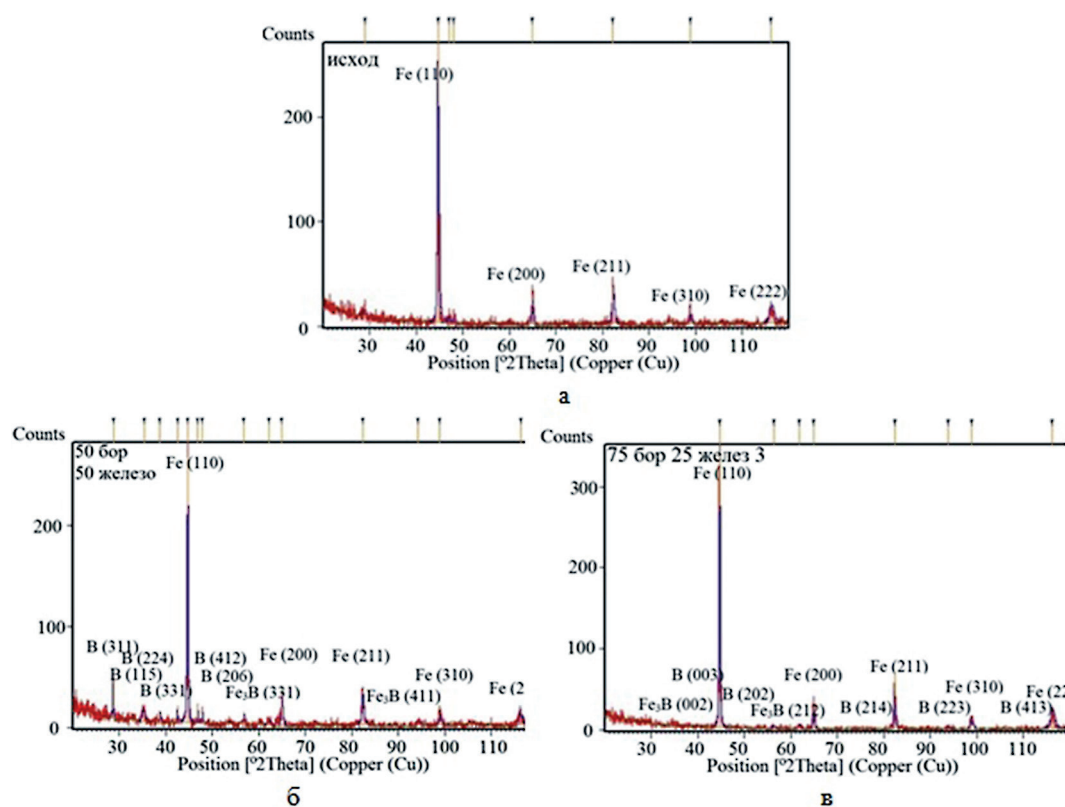 Counts
исход
Fe (110)
200
100
0
Fe (200)
Fe (211)
Fe (310)
Fe (222)
30 40 50 60 70 80 90 100 110
Position [°2Theta] (Copper (Cu))
а
Counts
50 бор
50 железо
Fe (110)
200
100
0
B (311)
B (224)
B (115)
B (331)
B (412)
B (206)
Fe (200)
Fe₃B (331)
Fe (211)
Fe₃B (411)
Fe (310)
Fe (2
30 40 50 60 70 80 90 100 110
Position [°2Theta] (Copper (Cu))
б
Counts
75 бор 25 желез 3
Fe (110)
300
200
100
0
B (003)
Fe₃B (002)
B (202)
Fe (200)
Fe₃B (212)
Fe (211)
B (214)
B (223)
Fe (310)
B (413)
Fe (22
30 40 50 60 70 80 90 100 110
Position [°2Theta] (Copper (Cu))
в